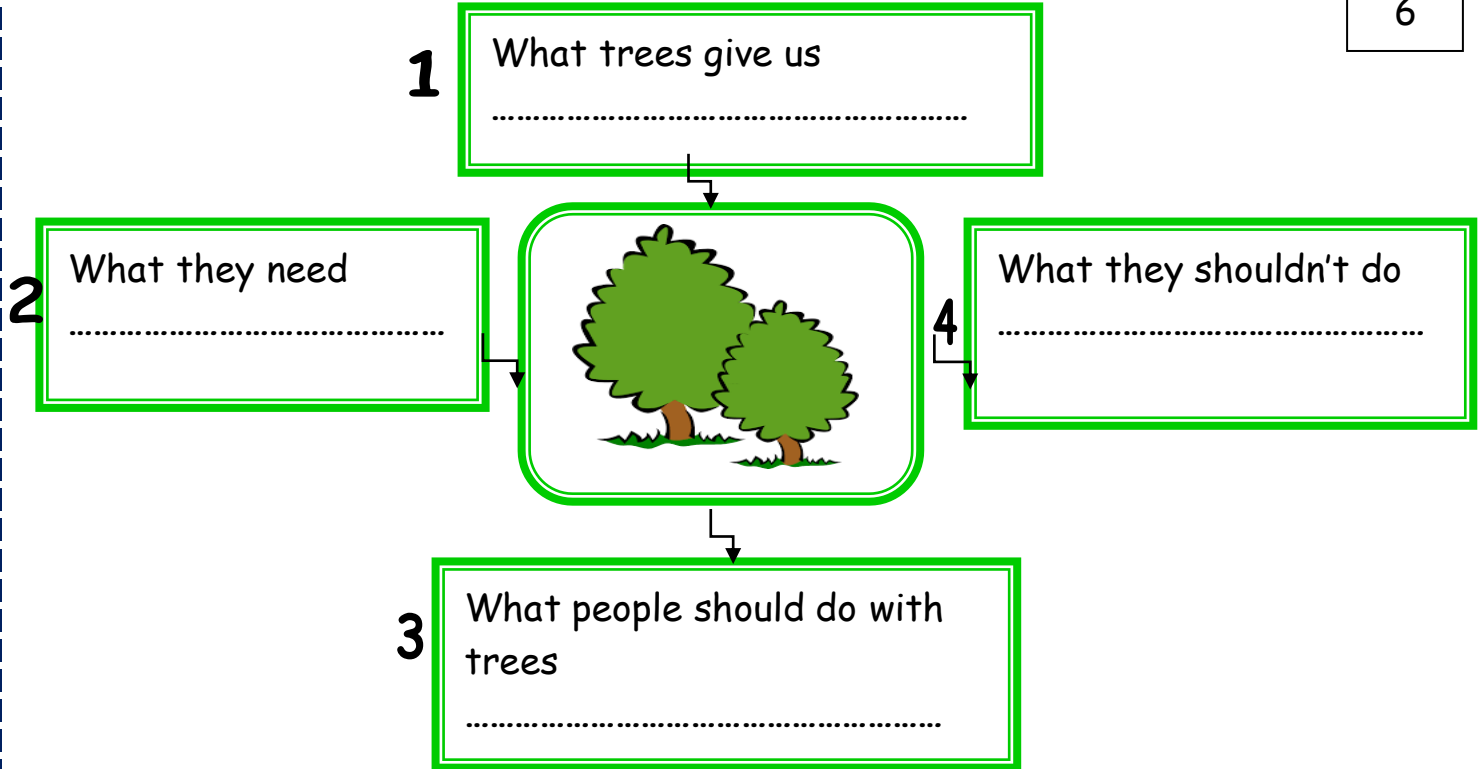 6
1
What trees give us
……………………………………………………
2
What they need
………………………………………
4
What they shouldn't do
……………………………………………
3
What people should do with
trees
…………………………………………………